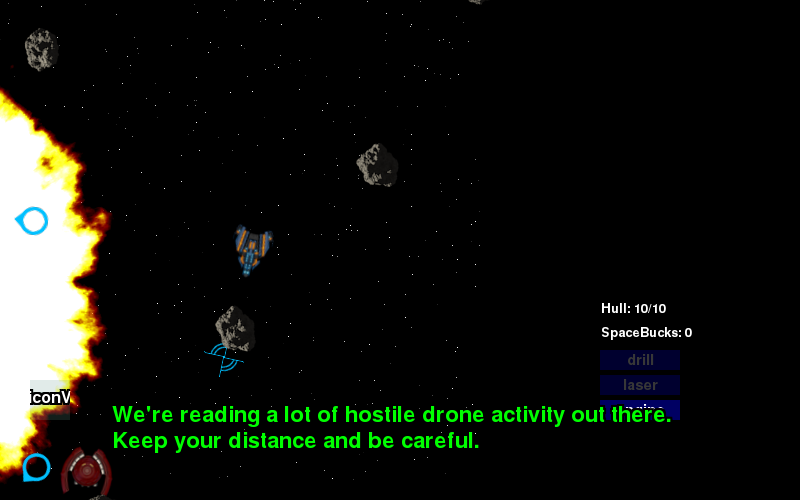 Hull: 10/10
SpaceBucks: 0
drill
laser
iconV
We're reading a lot of hostile drone activity out there.
Keep your distance and be careful.